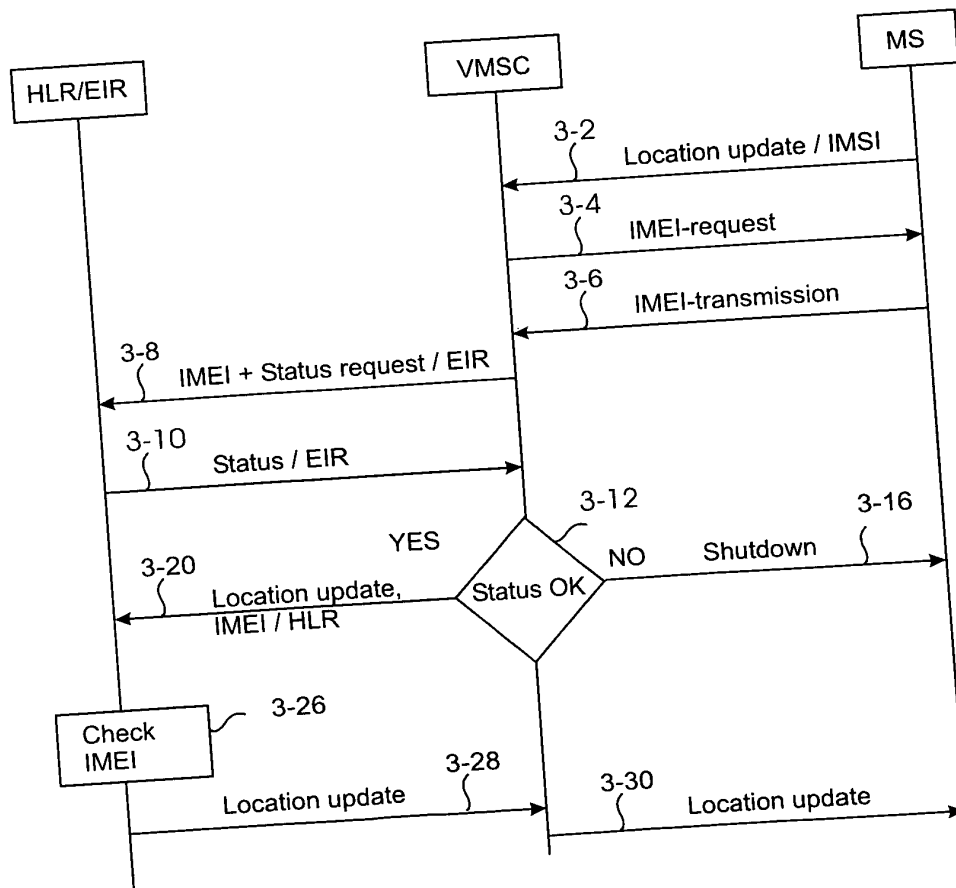 HLR/EIR
VMSC
MS
3-2
Location update / IMSI
3-4
IMEI-request
3-6
IMEI-transmission
3-8
IMEI + Status request / EIR
3-10
Status / EIR
3-12
3-16
YES
NO
Shutdown
3-20
Status OK
Location update,
IMEI / HLR
3-26
Check
IMEI
3-28
Location update
3-30
Location update